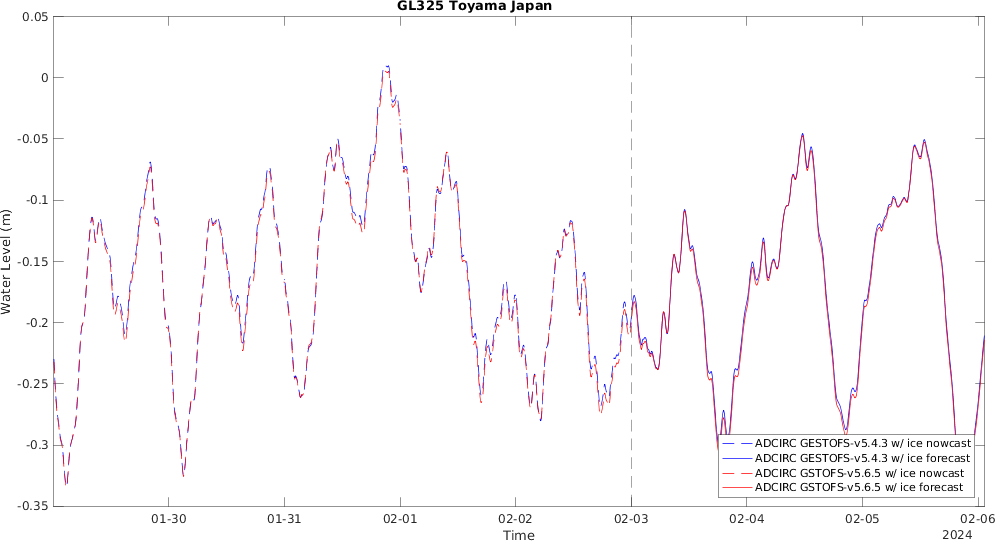 GL325 Toyama Japan
0.05
0
-0.05
-0.1
-0.15
-0.2
-0.25
-0.3
-0.35
Water Level (m)
ADCIRC GESTOFS-v5.4.3 w/ ice nowcast
ADCIRC GESTOFS-v5.4.3 w/ ice forecast
ADCIRC GSTOFS-v5.6.5 w/ ice nowcast
ADCIRC GSTOFS-v5.6.5 w/ ice forecast
01-30 01-31 02-01 02-02 02-03 02-04 02-05 02-06
Time
2024